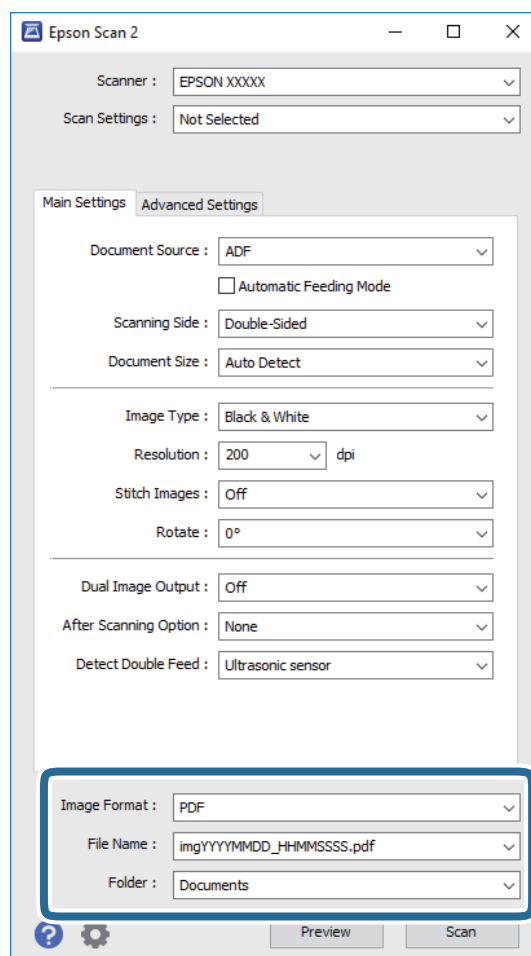 Epson Scan 2
Scanner : EPSON XXXXX
Scan Settings : Not Selected
Main Settings Advanced Settings
Document Source : ADF
Automatic Feeding Mode
Scanning Side : Double-Sided
Document Size : Auto Detect
Image Type : Black & White
Resolution : 200 dpi
Stitch Images : Off
Rotate : 0°
Dual Image Output : Off
After Scanning Option : None
Detect Double Feed : Ultrasonic sensor
Image Format : PDF
File Name : imgYYYYMMDD_HHMMSSSS.pdf
Folder : Documents
? Preview Scan